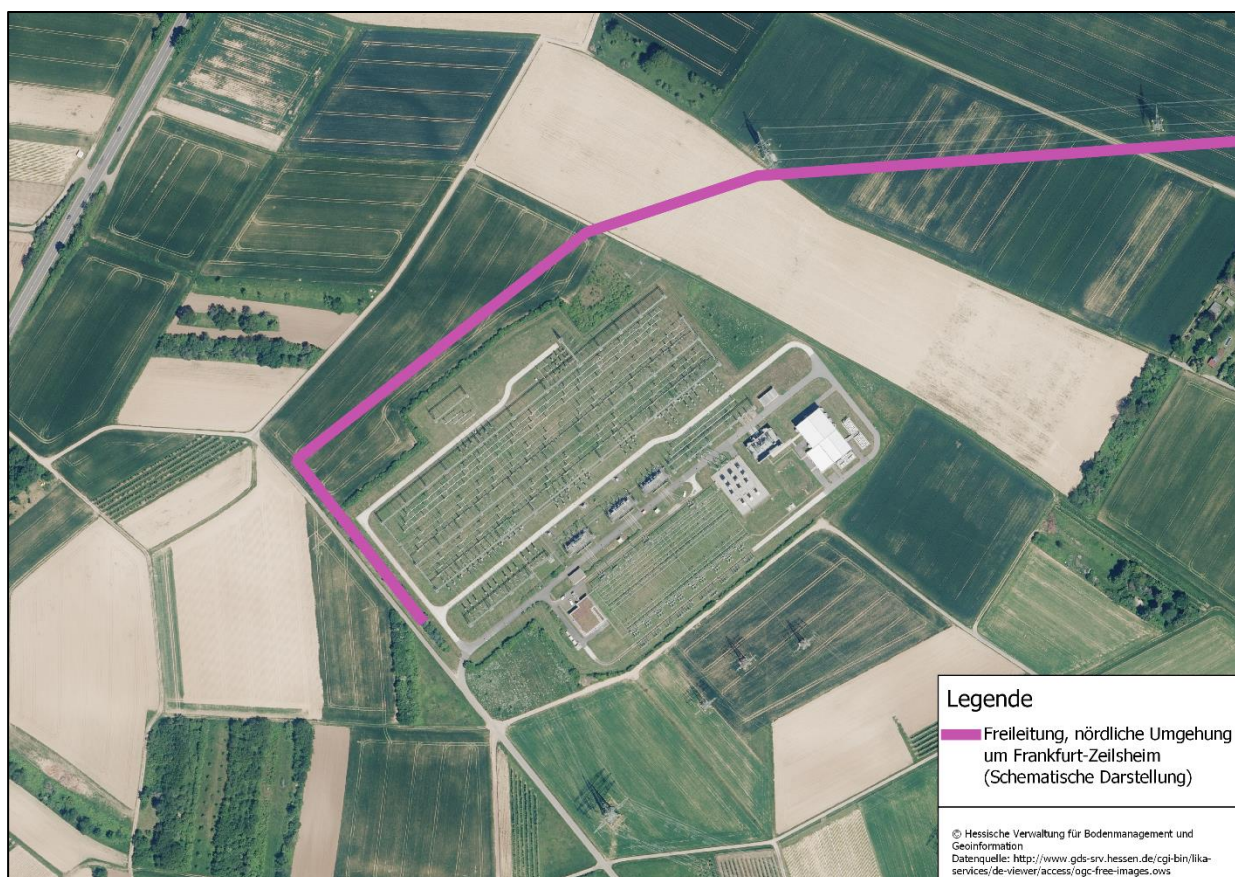 Legende
Freileitung, nördliche Umgehung
um Frankfurt-Zeilsheim
(Schematische Darstellung)
© Hessische Verwaltung für Bodenmanagement und
Geoinformation
Datenquelle: http://www.gds-srv.hessen.de/cgi-bin/lika-
services/de-viewer/access/ogc-free-images.ows